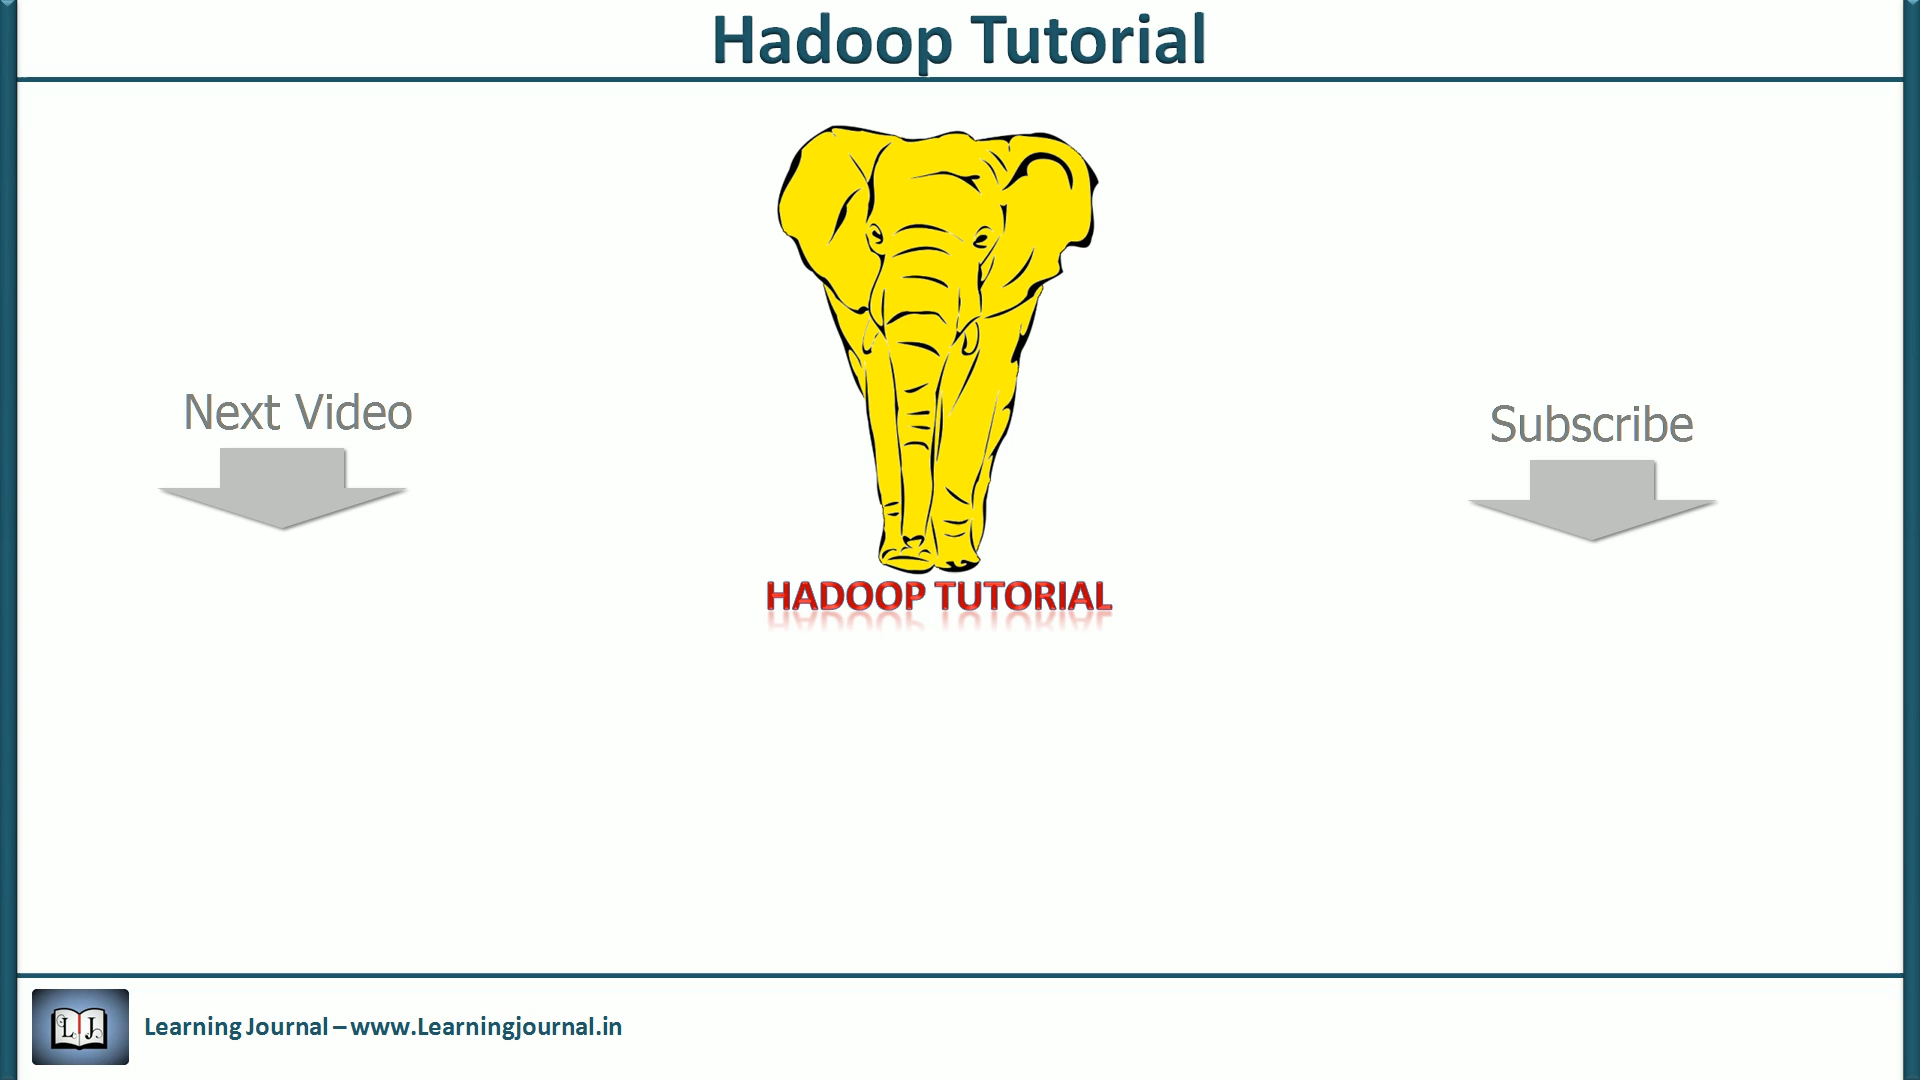 Hadoop Tutorial
Next Video
Subscribe
HADOOP TUTORIAL
L J
Learning Journal – www.Learningjournal.in